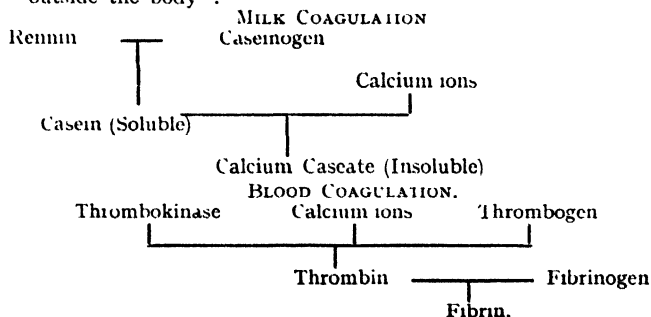 outside the body".
MILK COAGULATION
Rennin Caseinogen
Calcium ions
Casein (Soluble)
Calcium Caseate (Insoluble)
BLOOD COAGULATION.
Thrombokinase Calcium ions Thrombogen
Thrombin Fibrinogen
Fibrin.